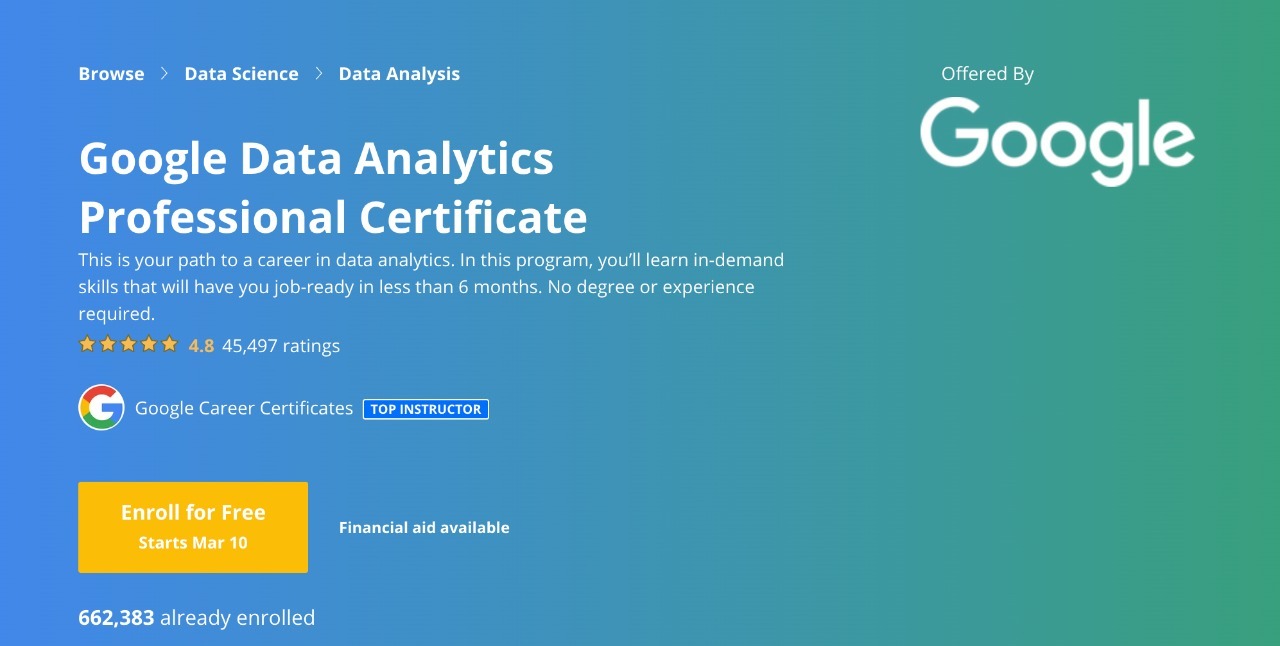 Browse > Data Science > Data Analysis
Offered By
Google
Google Data Analytics
Professional Certificate
This is your path to a career in data analytics. In this program, you’ll learn in-demand
skills that will have you job-ready in less than 6 months. No degree or experience
required.
4.8 45,497 ratings
G Google Career Certificates TOP INSTRUCTOR
Enroll for Free
Starts Mar 10
Financial aid available
662,383 already enrolled